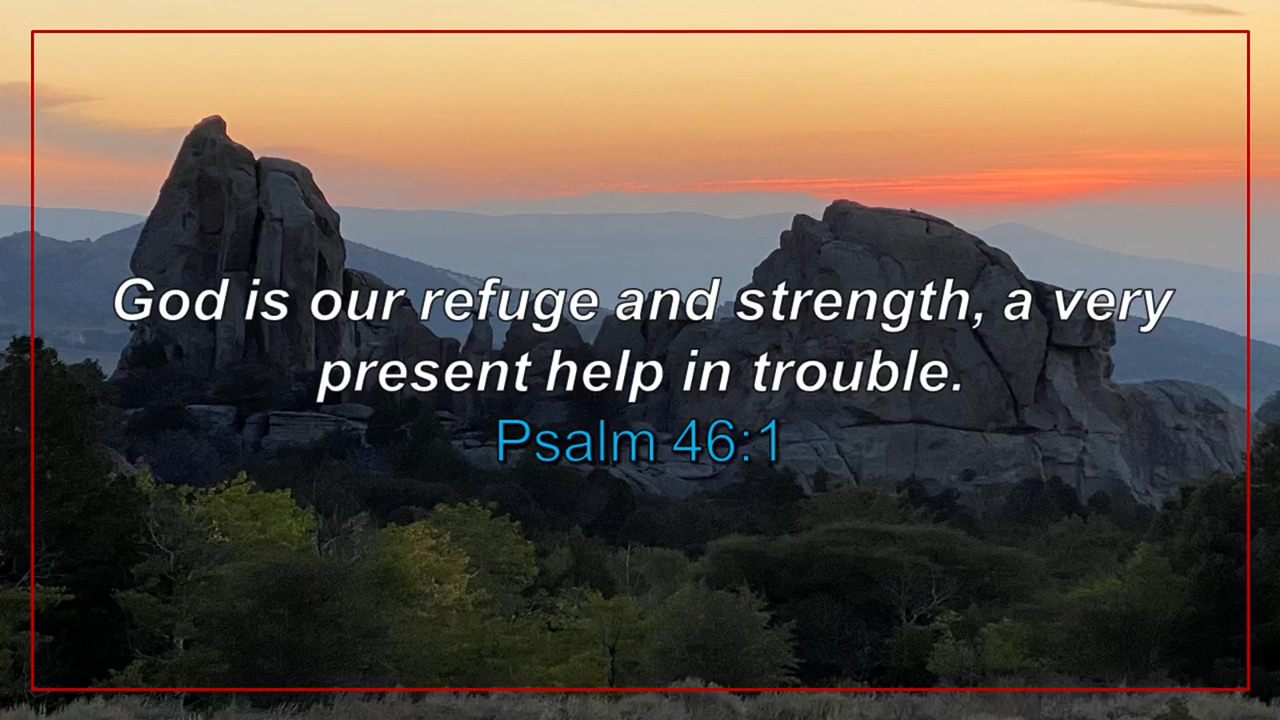 God is our refuge and strength, a very
present help in trouble.
Psalm 46:1